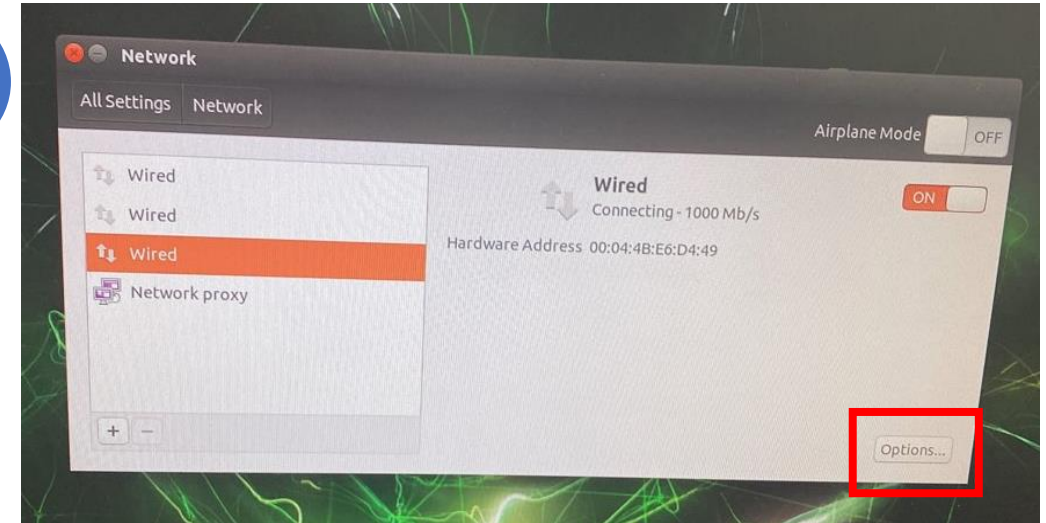 Network
All Settings Network
Airplane Mode OFF
Wired
Wired
Wired
Network proxy
+ −
Wired
Connecting - 1000 Mb/s
ON
Hardware Address 00:04:4B:E6:D4:49
Options...